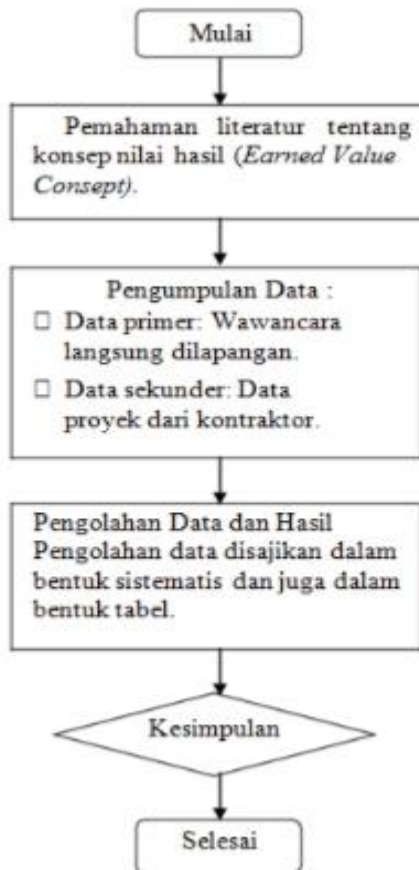 Mulai
Pemahaman literatur tentang
konsep nilai hasil (Earned Value
Consept).
Pengumpulan Data :
□ Data primer: Wawancara
langsung dilapangan.
□ Data sekunder: Data
proyek dari kontraktor.
Pengolahan Data dan Hasil
Pengolahan data disajikan dalam
bentuk sistematis dan juga dalam
bentuk tabel.
Kesimpulan
Selesai